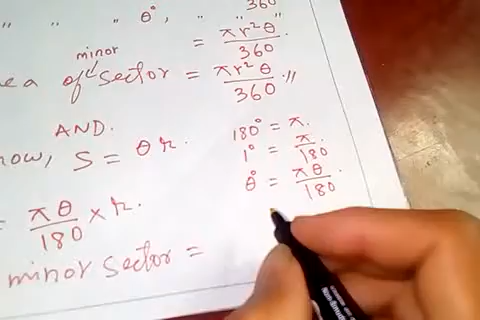 " " " θ°, " " 360
= πr²θ/360.
minor
ea of sector = πr²θ/360 "
AND.
now, S = θ r.
180° = π.
1° = π/180
θ° = πθ/180.
= πθ/180 × r.
minor sector =